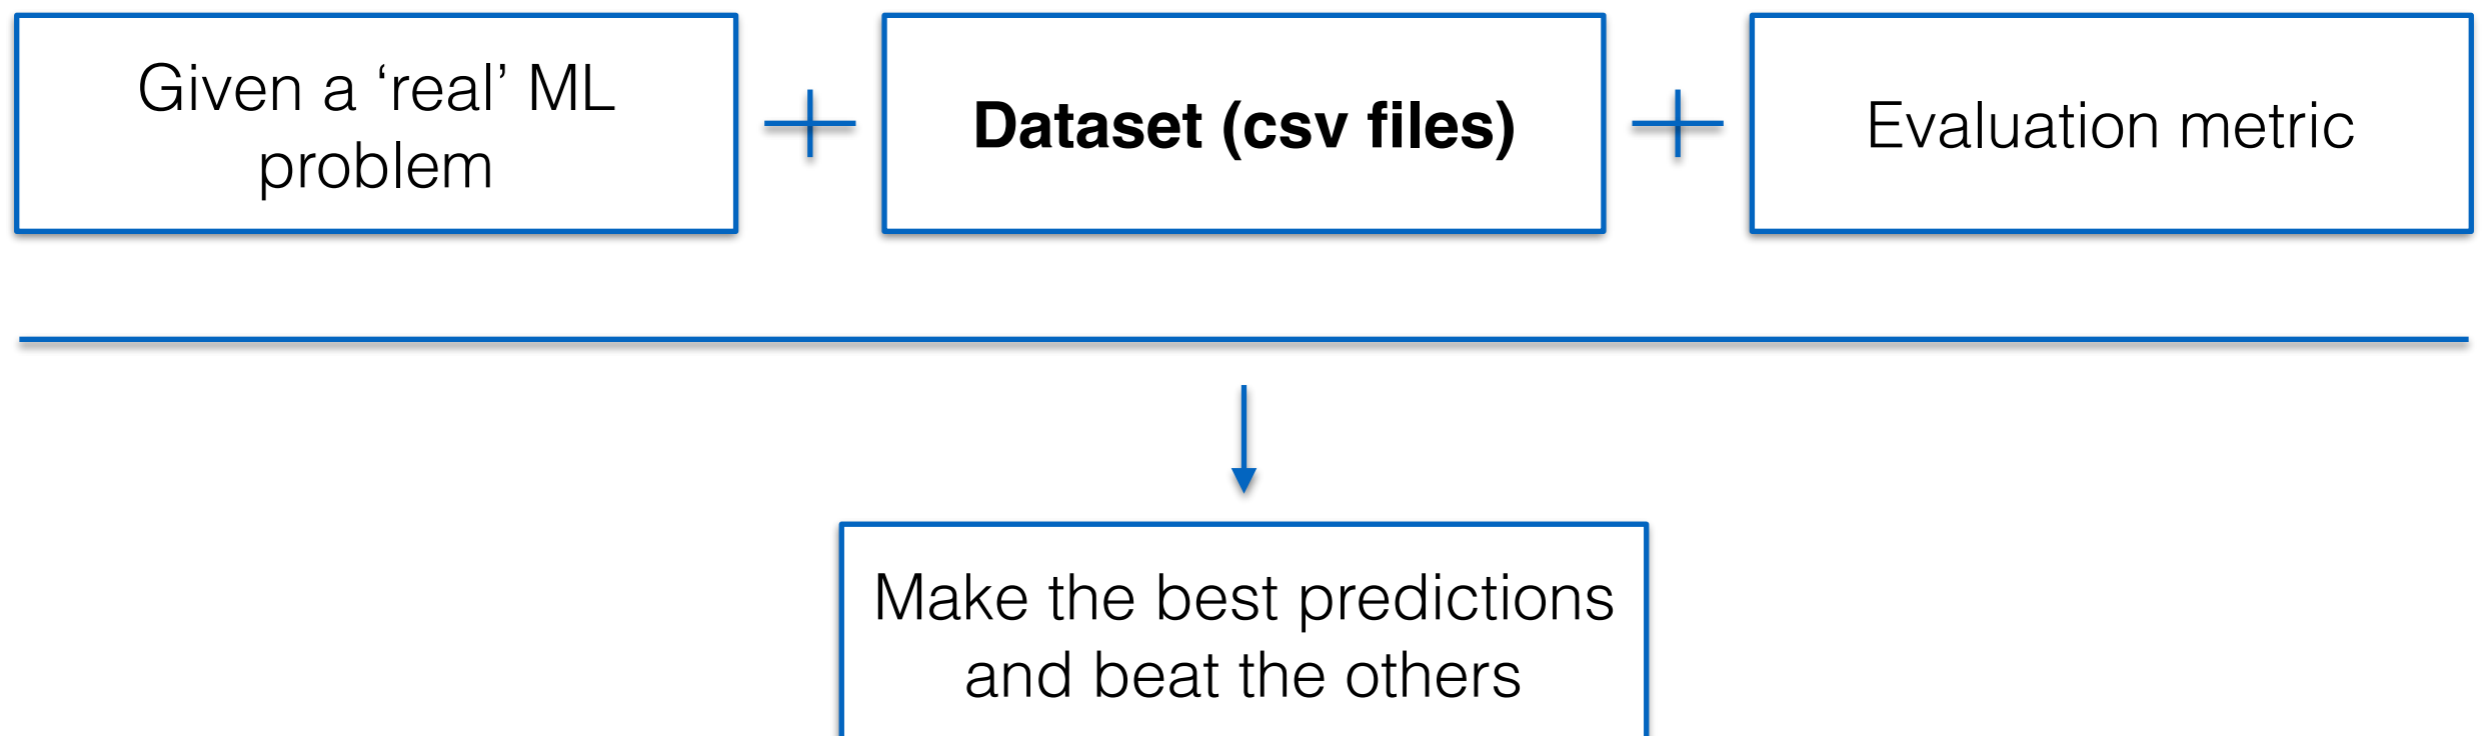 Given a ‘real’ ML
problem
Dataset (csv files)
Evaluation metric
Make the best predictions
and beat the others